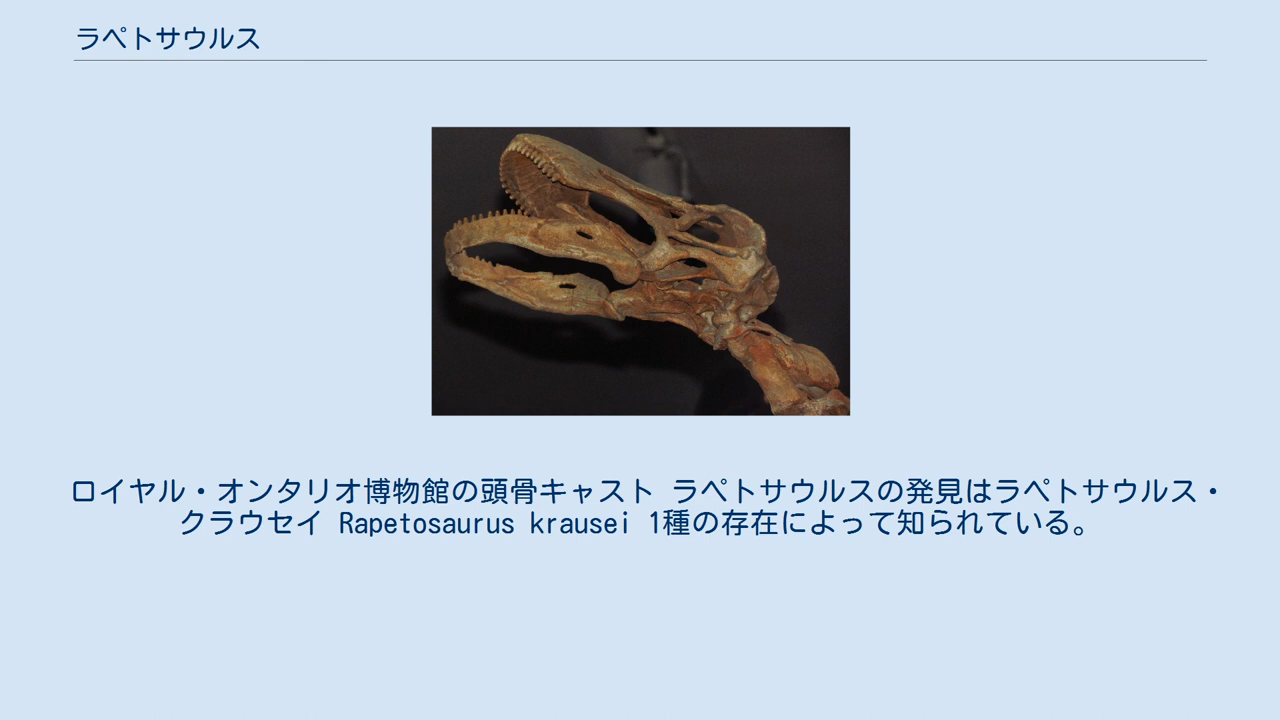 ラペトサウルス
ロイヤル・オンタリオ博物館の頭骨キャスト ラペトサウルスの発見はラペトサウルス・
クラウセイ Rapetosaurus krausei 1種の存在によって知られている。